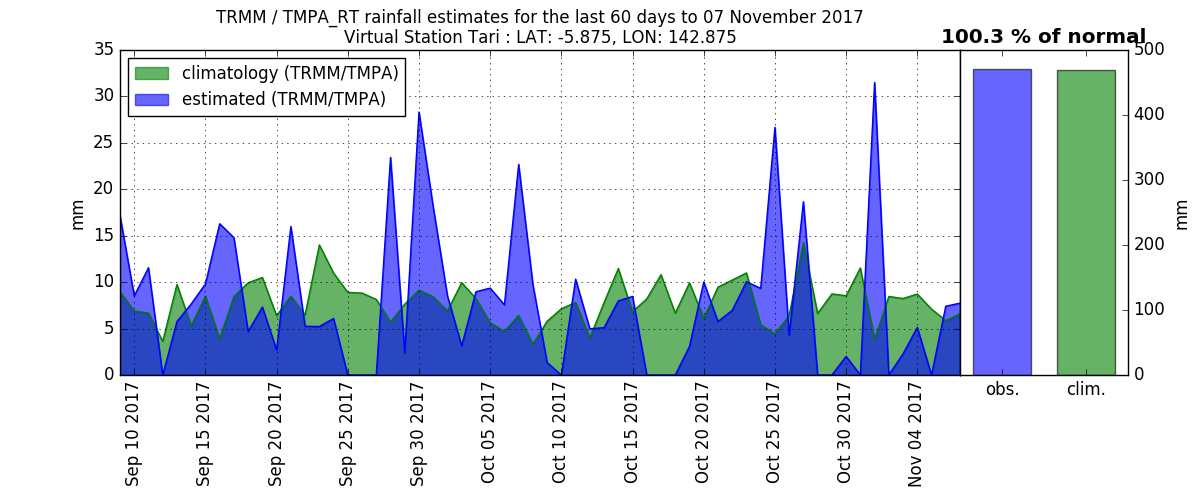 TRMM / TMPA_RT rainfall estimates for the last 60 days to 07 November 2017
Virtual Station Tari : LAT: -5.875, LON: 142.875
100.3 % of normal
climatology (TRMM/TMPA)
estimated (TRMM/TMPA)
35
30
25
20
15
10
5
0
mm
Sep 10 2017
Sep 15 2017
Sep 20 2017
Sep 25 2017
Sep 30 2017
Oct 05 2017
Oct 10 2017
Oct 15 2017
Oct 20 2017
Oct 25 2017
Oct 30 2017
Nov 04 2017
obs.
clim.
500
400
300
200
100
0
mm